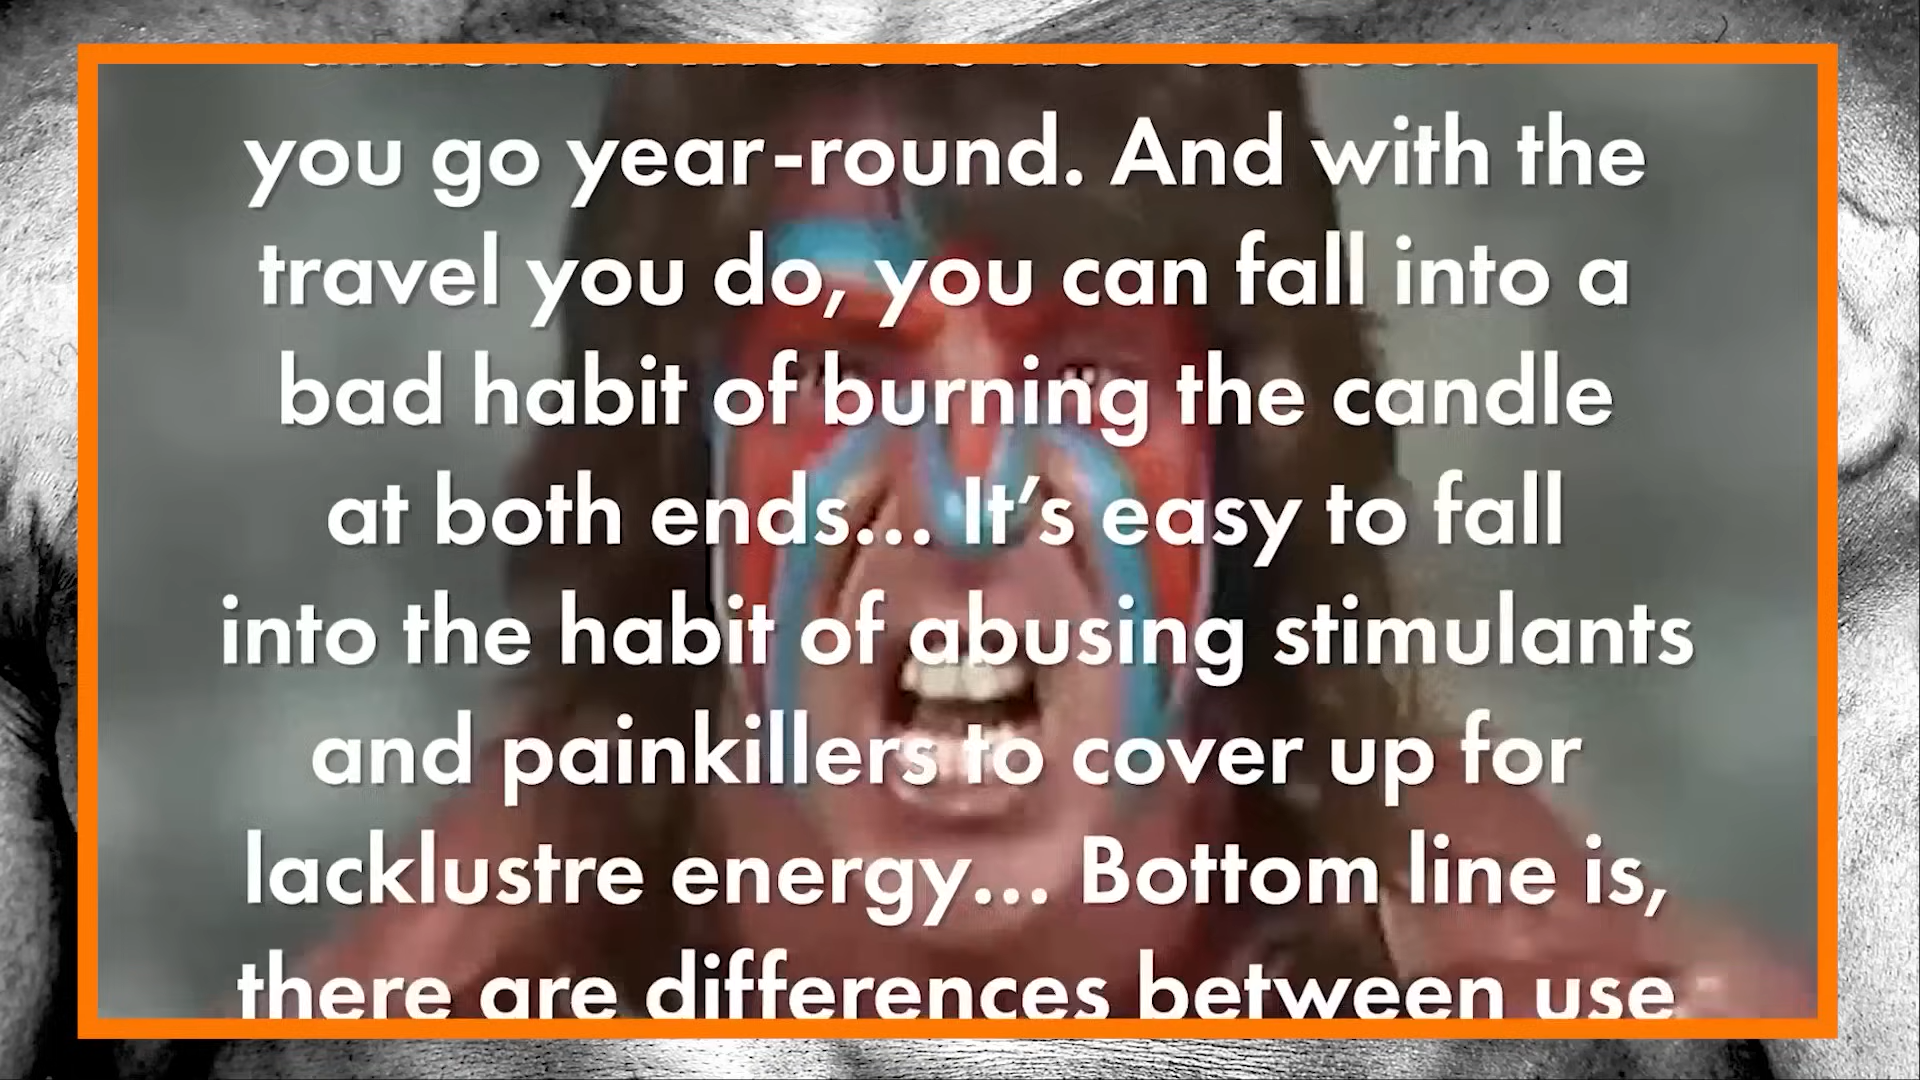 you go year-round. And with the
travel you do, you can fall into a
bad habit of burning the candle
at both ends... It's easy to fall
into the habit of abusing stimulants
and painkillers to cover up for
lacklustre energy... Bottom line is,
there are differences between use